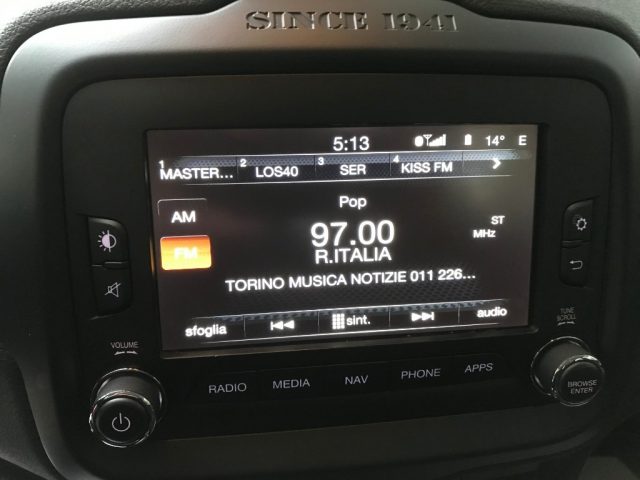 SINCE 1941
5:13 14° E
1 MASTER... 2 LOS40 3 SER 4 KISS FM
Pop
AM
97.00 ST
MHz
FM
R.ITALIA
TORINO MUSICA NOTIZIE 011 226...
sfoglia sint. audio
VOLUME
TUNE
SCROLL
RADIO MEDIA NAV PHONE APPS
BROWSE
ENTER